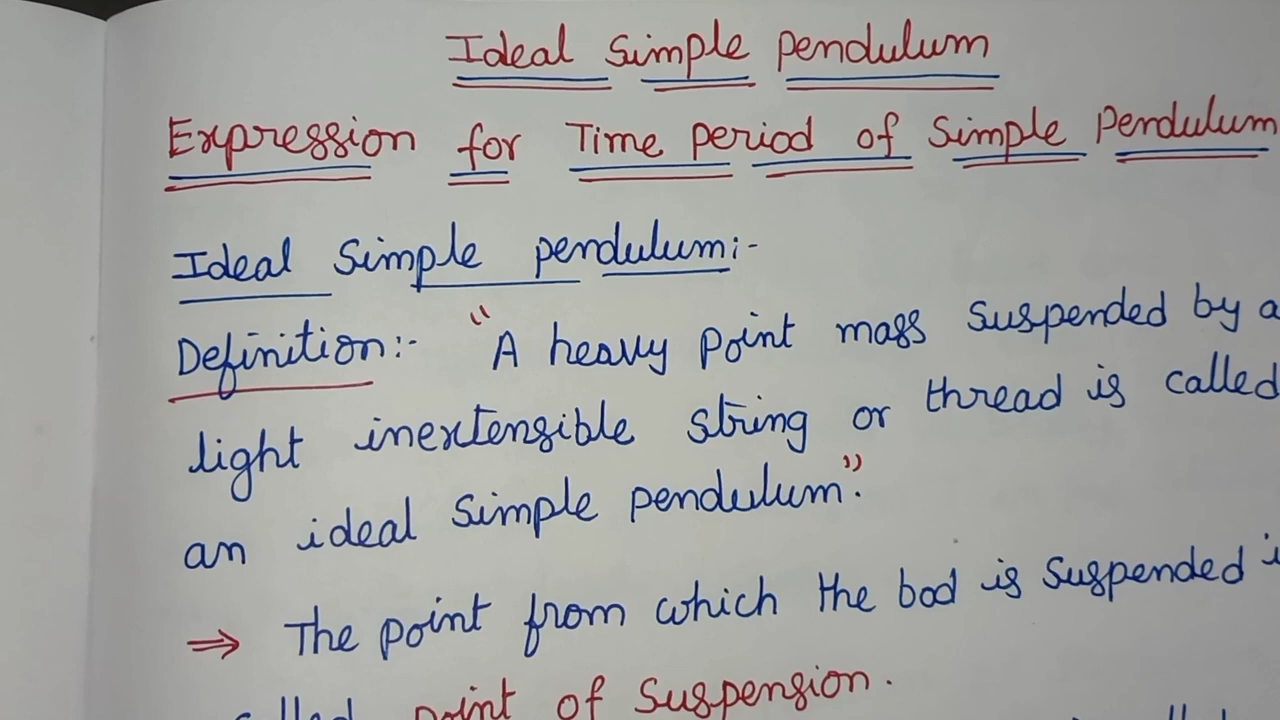 Ideal Simple pendulum
Expression for Time period of Simple pendulum
Ideal Simple pendulum:-
Definition:- "A heavy point mass suspended by a
light inextensible string or thread is called
an ideal simple pendulum".
⇒ The point from which the bod is suspended i
called point of suspension.